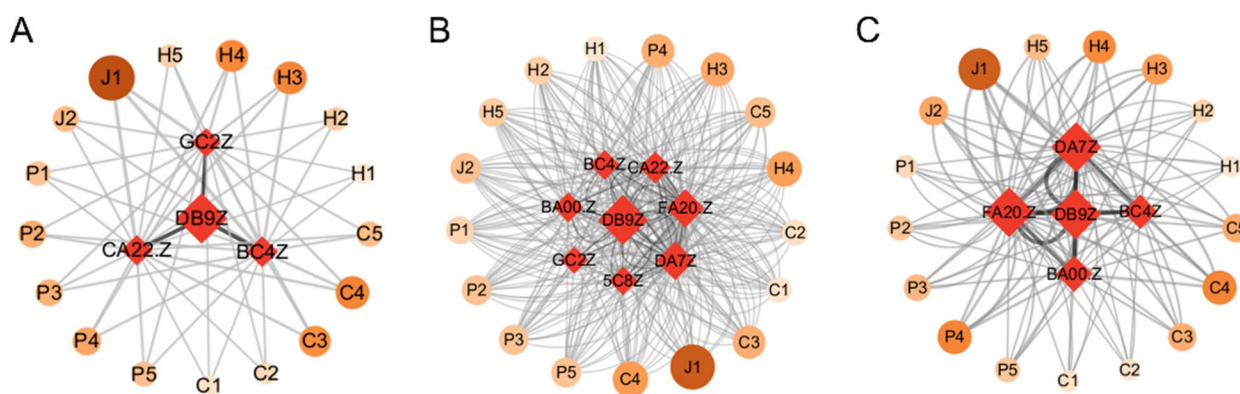 A
B
C
J1
H5
H4
H3
H2
H1
C5
C4
C3
C2
C1
P5
P4
P3
P2
P1
J2
GC2Z
DB9Z
CA22.Z
BC4Z
H1
P4
H3
C5
H4
C2
C1
C3
J1
C4
P5
P3
P2
P1
J2
H5
H2
BC4Z
CA22.Z
BA00.Z
DB9Z
FA20.Z
GC2Z
5C8Z
DA7Z
J1
H5
H4
H3
H2
H1
C5
C4
C3
C2
C1
P5
P4
P3
P2
P1
J2
DA7Z
FA20.Z
DB9Z
BC4Z
BA00.Z